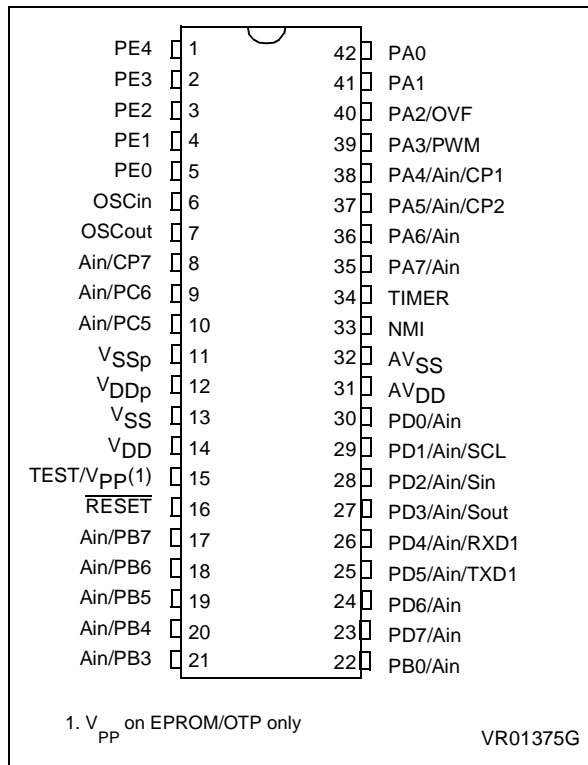 PE4 1 42 PA0
PE3 2 41 PA1
PE2 3 40 PA2/OVF
PE1 4 39 PA3/PWM
PE0 5 38 PA4/Ain/CP1
OSCin 6 37 PA5/Ain/CP2
OSCout 7 36 PA6/Ain
Ain/CP7 8 35 PA7/Ain
Ain/PC6 9 34 TIMER
Ain/PC5 10 33 NMI
VSSp 11 32 AVSS
VDDp 12 31 AVDD
VSS 13 30 PD0/Ain
VDD 14 29 PD1/Ain/SCL
TEST/VPP(1) 15 28 PD2/Ain/Sin
RESET 16 27 PD3/Ain/Sout
Ain/PB7 17 26 PD4/Ain/RXD1
Ain/PB6 18 25 PD5/Ain/TXD1
Ain/PB5 19 24 PD6/Ain
Ain/PB4 20 23 PD7/Ain
Ain/PB3 21 22 PB0/Ain
1. VPP on EPROM/OTP only
VR01375G